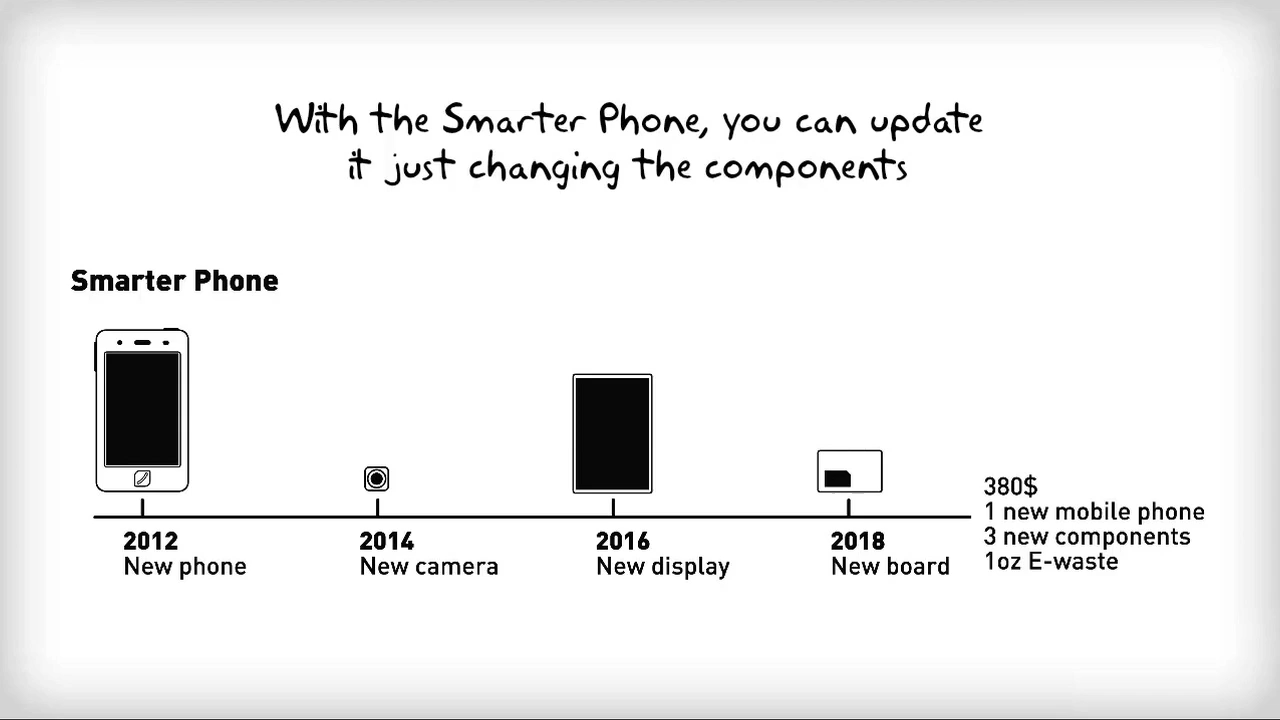 With the Smarter Phone, you can update
it just changing the components
Smarter Phone
2012
New phone
2014
New camera
2016
New display
2018
New board
380$
1 new mobile phone
3 new components
1oz E-waste